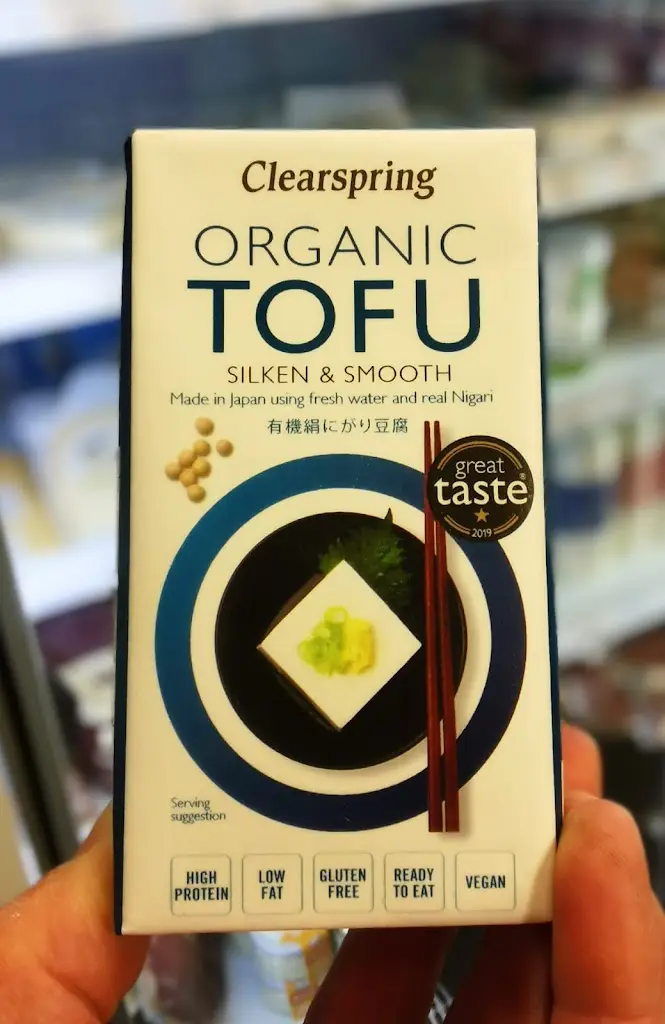 Clearspring
ORGANIC
TOFU
SILKEN & SMOOTH
Made in Japan using fresh water and real Nigari
有機絹にがり豆腐
great
taste®
2019
Serving
suggestion
HIGH
PROTEIN
LOW
FAT
GLUTEN
FREE
READY
TO EAT
VEGAN